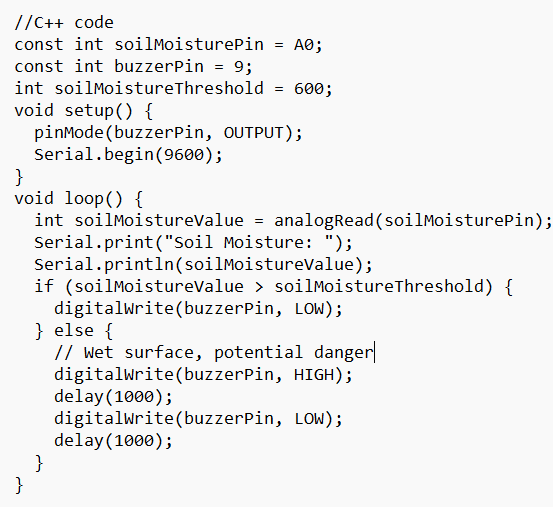 //C++ code
const int soilMoisturePin = A0;
const int buzzerPin = 9;
int soilMoistureThreshold = 600;
void setup() {
  pinMode(buzzerPin, OUTPUT);
  Serial.begin(9600);
}
void loop() {
  int soilMoistureValue = analogRead(soilMoisturePin);
  Serial.print("Soil Moisture: ");
  Serial.println(soilMoistureValue);
  if (soilMoistureValue > soilMoistureThreshold) {
    digitalWrite(buzzerPin, LOW);
  } else {
    // Wet surface, potential danger
    digitalWrite(buzzerPin, HIGH);
    delay(1000);
    digitalWrite(buzzerPin, LOW);
    delay(1000);
  }
}